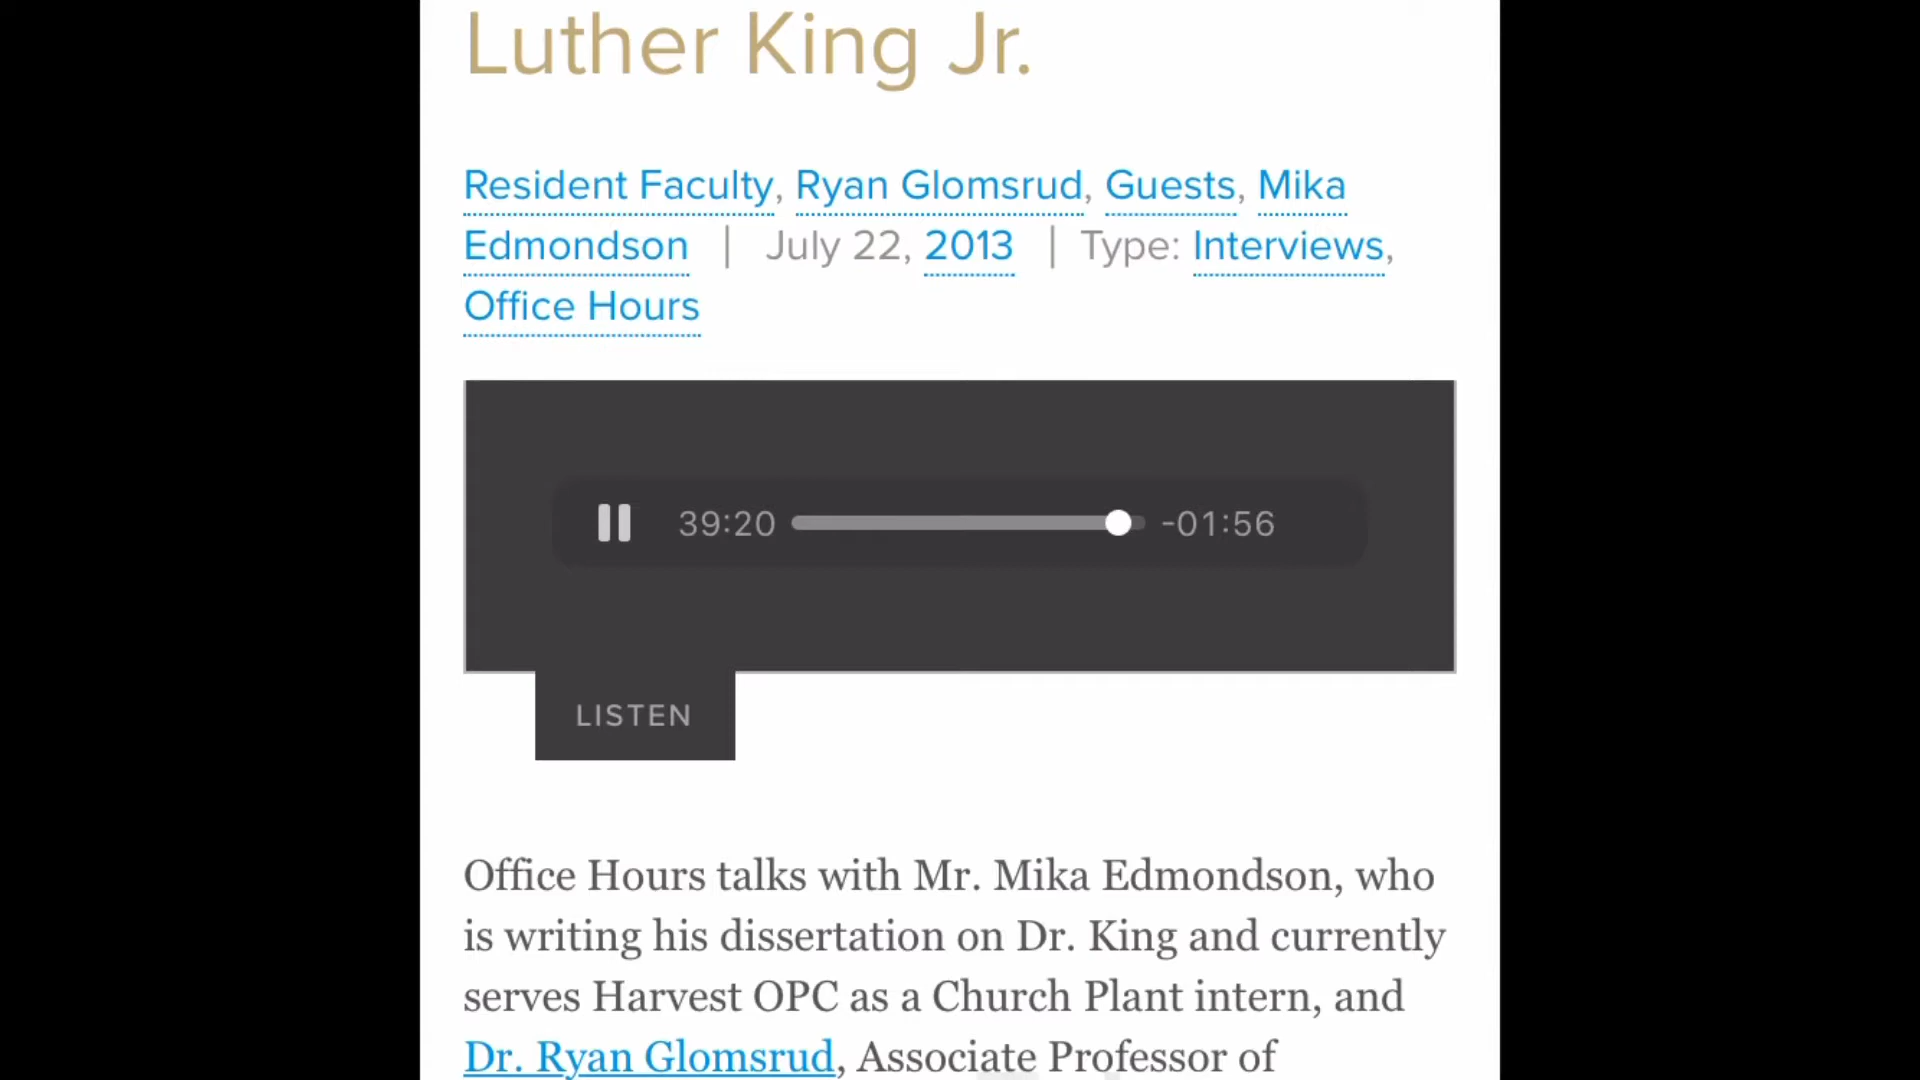 Luther King Jr.
Resident Faculty, Ryan Glomsrud, Guests, Mika
Edmondson | July 22, 2013 | Type: Interviews,
Office Hours
39:20 -01:56
LISTEN
Office Hours talks with Mr. Mika Edmondson, who
is writing his dissertation on Dr. King and currently
serves Harvest OPC as a Church Plant intern, and
Dr. Ryan Glomsrud, Associate Professor of